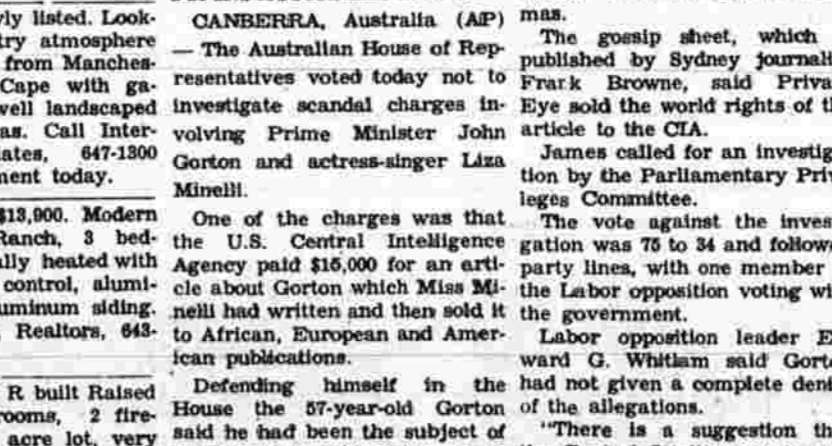 ly listed. Look-
try atmosphere
from Manches-
Cape with ga-
well landscaped
as. Call Inter-
ates, 647-1300
ment today.
$13,900. Modern
Ranch, 3 bed-
ally heated with
control, alumi-
uminum siding.
Realtors, 643-
R built Raised
rooms, 2 fire-
acre lot, very
CANBERRA, Australia (AP)
— The Australian House of Rep-
resentatives voted today not to
investigate scandal charges in-
volving Prime Minister John
Gorton and actress-singer Liza
Minelli.
One of the charges was that
the U.S. Central Intelligence
Agency paid $15,000 for an arti-
cle about Gorton which Miss Mi-
nelli had written and then sold it
to African, European and Amer-
ican publications.
Defending himself in the
House the 57-year-old Gorton
said he had been the subject of
mas.
The gossip sheet, which
published by Sydney journali
Frank Browne, said Priva
Eye sold the world rights of t
article to the CIA.
James called for an investig
tion by the Parliamentary Priv
leges Committee.
The vote against the inves
gation was 75 to 34 and followe
party lines, with one member
the Labor opposition voting wi
the government.
Labor opposition leader E
ward G. Whitlam said Gort
had not given a complete deni
of the allegations.
"There is a suggestion th